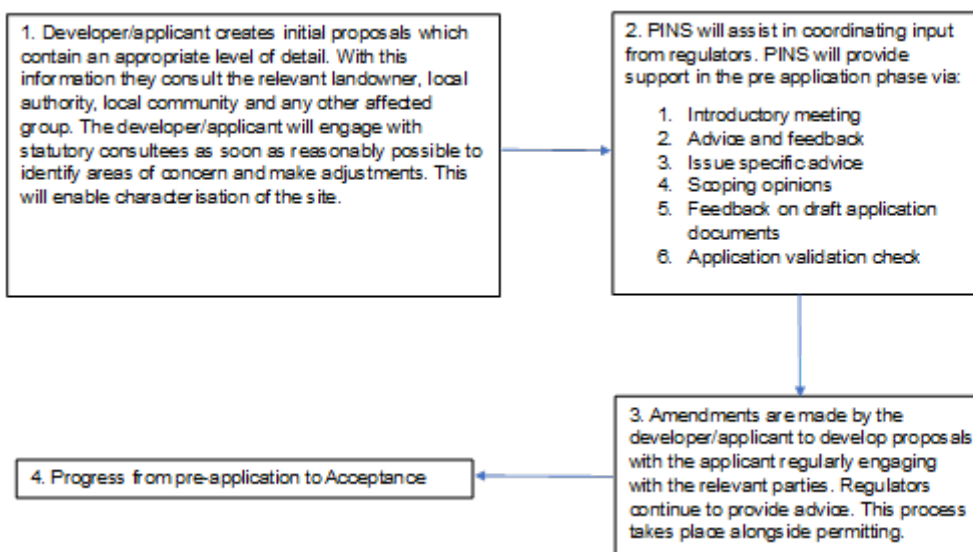 1. Developer/applicant creates initial proposals which
contain an appropriate level of detail. With this
information they consult the relevant landowner, local
authority, local community and any other affected
group. The developer/applicant will engage with
statutory consultees as soon as reasonably possible to
identify areas of concern and make adjustments. This
will enable characterisation of the site.
2. PINS will assist in coordinating input
from regulators. PINS will provide
support in the pre application phase via:
1. Introductory meeting
2. Advice and feedback
3. Issue specific advice
4. Scoping opinions
5. Feedback on draft application
documents
6. Application validation check
3. Amendments are made by the
developer/applicant to develop proposals
with the applicant regularly engaging
with the relevant parties. Regulators
continue to provide advice. This process
takes place alongside permitting.
4. Progress from pre-application to Acceptance